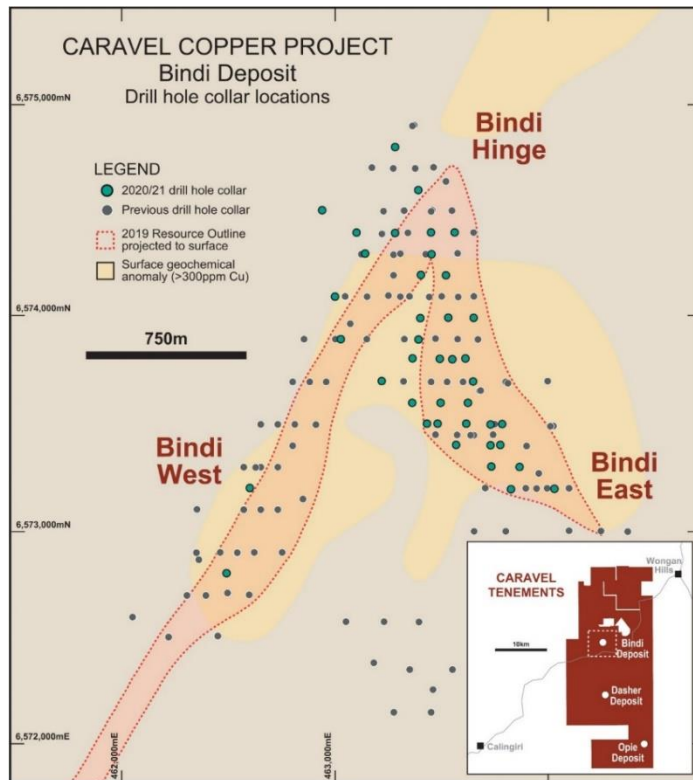 CARAVEL COPPER PROJECT
Bindi Deposit
Drill hole collar locations
6,575,000mN
Bindi
Hinge
LEGEND
2020/21 drill hole collar
Previous drill hole collar
2019 Resource Outline
projected to surface
Surface geochemical
anomaly (>300ppm Cu)
6,574,000mN
750m
Bindi
West
Bindi
East
6,573,000mN
CARAVEL
TENEMENTS
Wongan
Hills
10km
Bindi
Deposit
Dasher
Deposit
Calingiri
Opie
Deposit
6,572,000mE
462,000mE
463,000mE